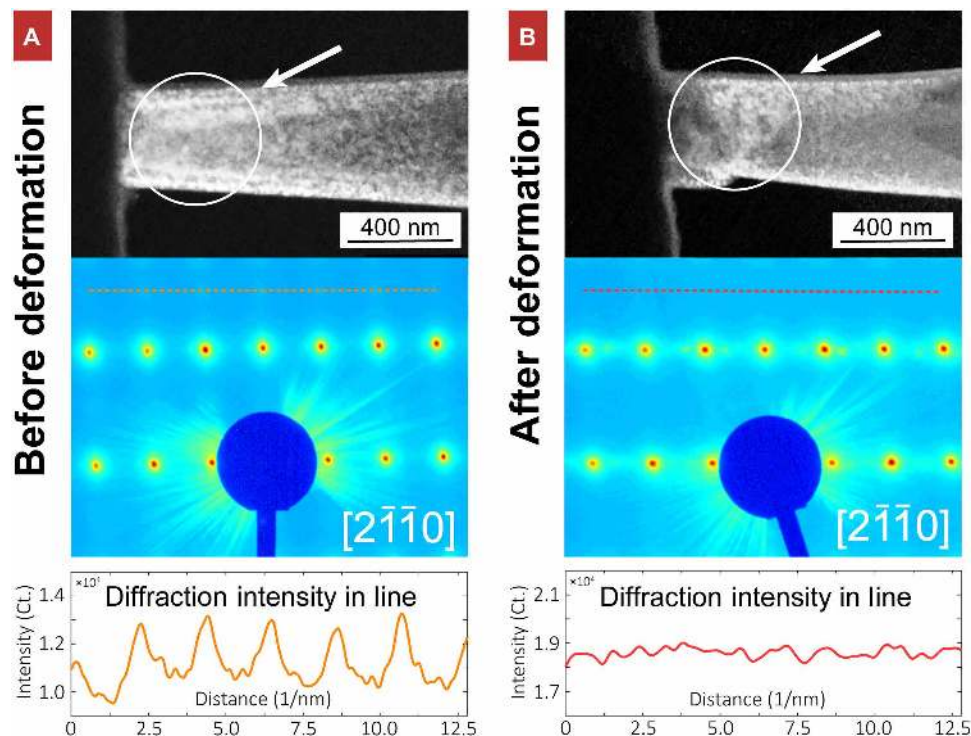 A
Before deformation
400 nm
[21̄1̄0]
×10⁴
Diffraction intensity in line
Intensity (Ct.)
1.4
1.2
1.0
Distance (1/nm)
0 2.5 5.0 7.5 10.0 12.5
B
After deformation
400 nm
[21̄1̄0]
×10⁴
Diffraction intensity in line
Intensity (Ct.)
2.1
1.9
1.7
Distance (1/nm)
0 2.5 5.0 7.5 10.0 12.5